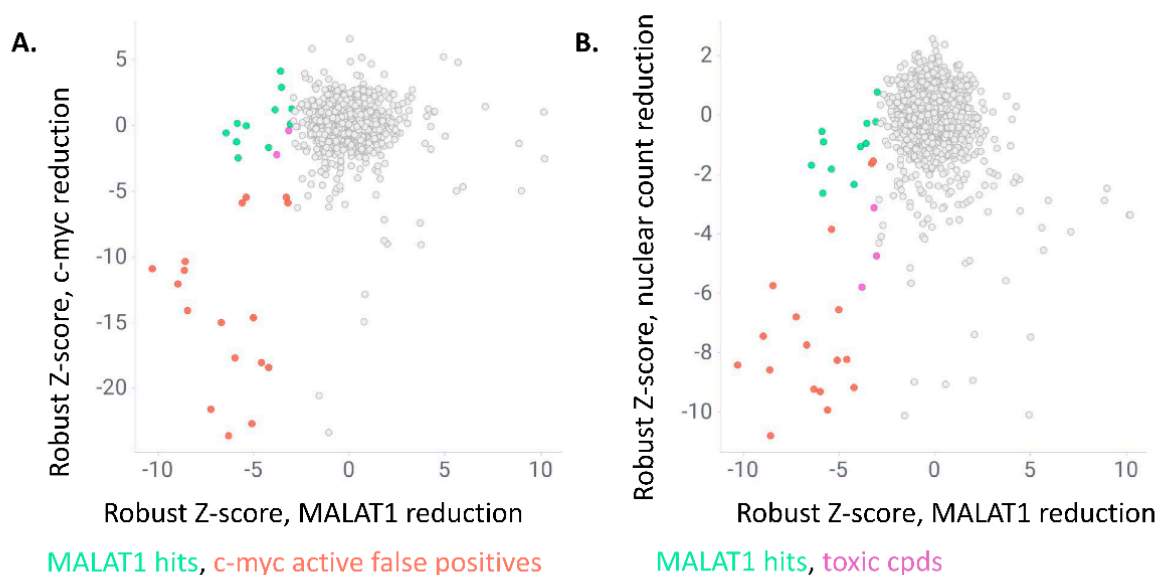 A.
Robust Z-score, c-myc reduction
5
0
-5
-10
-15
-20
-10
-5
0
5
10
Robust Z-score, MALAT1 reduction
MALAT1 hits, c-myc active false positives
B.
Robust Z-score, nuclear count reduction
2
0
-2
-4
-6
-8
-10
-10
-5
0
5
10
Robust Z-score, MALAT1 reduction
MALAT1 hits, toxic cpds